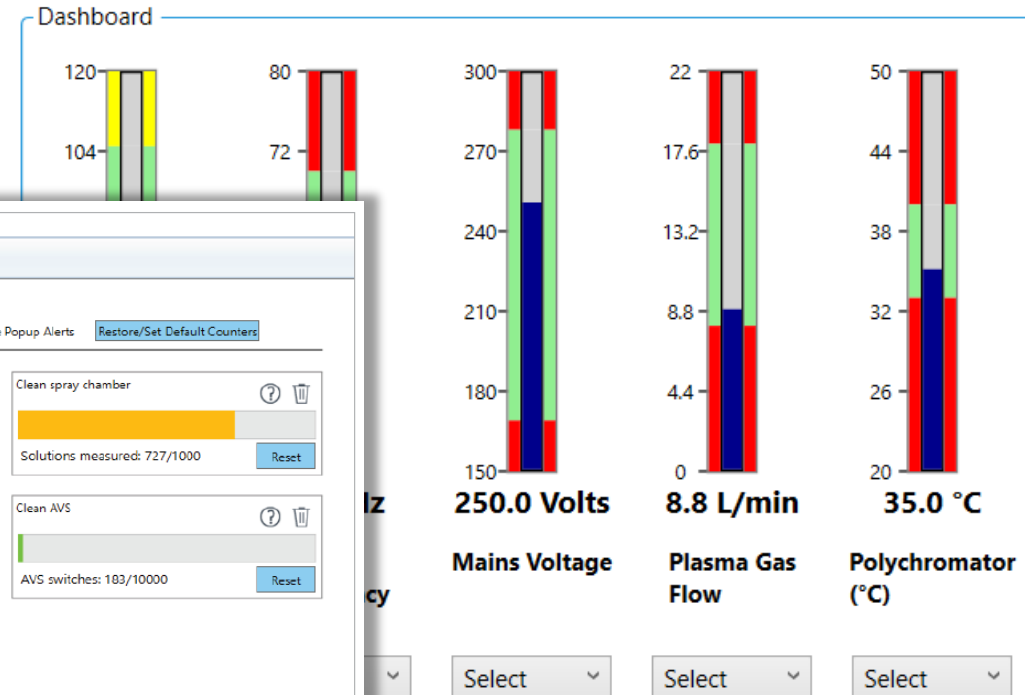 Dashboard
120
104
80
72
300
270
240
210
180
150
22
17.6
13.2
8.8
4.4
0
50
44
38
32
26
20
250.0 Volts
8.8 L/min
35.0 °C
Mains Voltage
Plasma Gas
Flow
Polychromator
(°C)
Select
Select
Select
Popup Alerts
Restore/Set Default Counters
Clean spray chamber
?
Solutions measured: 727/1000
Reset
Clean AVS
?
AVS switches: 183/10000
Reset